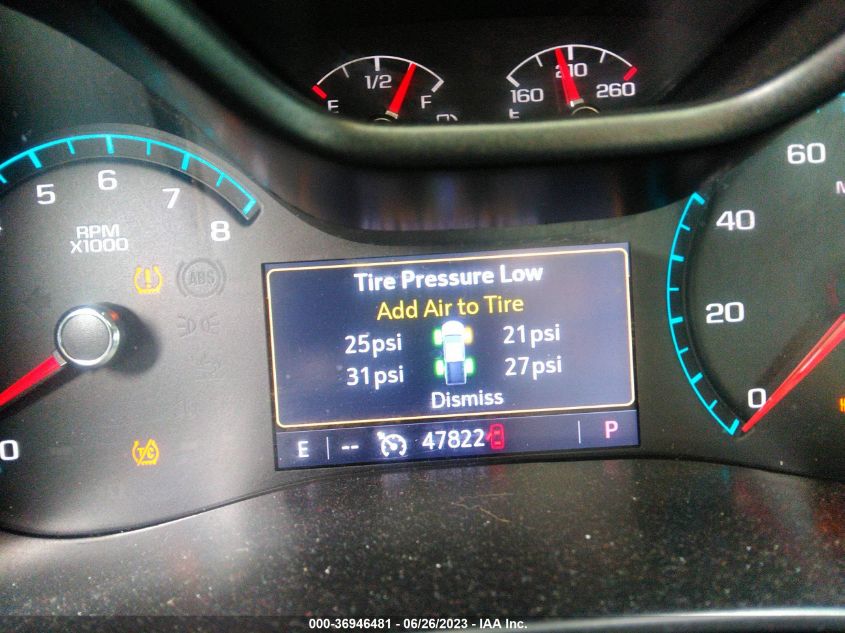 1/2
E F
160 210 260
5 6 7 8
RPM
X1000
ABS
0
Tire Pressure Low
Add Air to Tire
25psi 21psi
31psi 27psi
Dismiss
E -- 47822 P
T/C
60
40
20
0
000-36946481 - 06/26/2023 - IAA Inc.